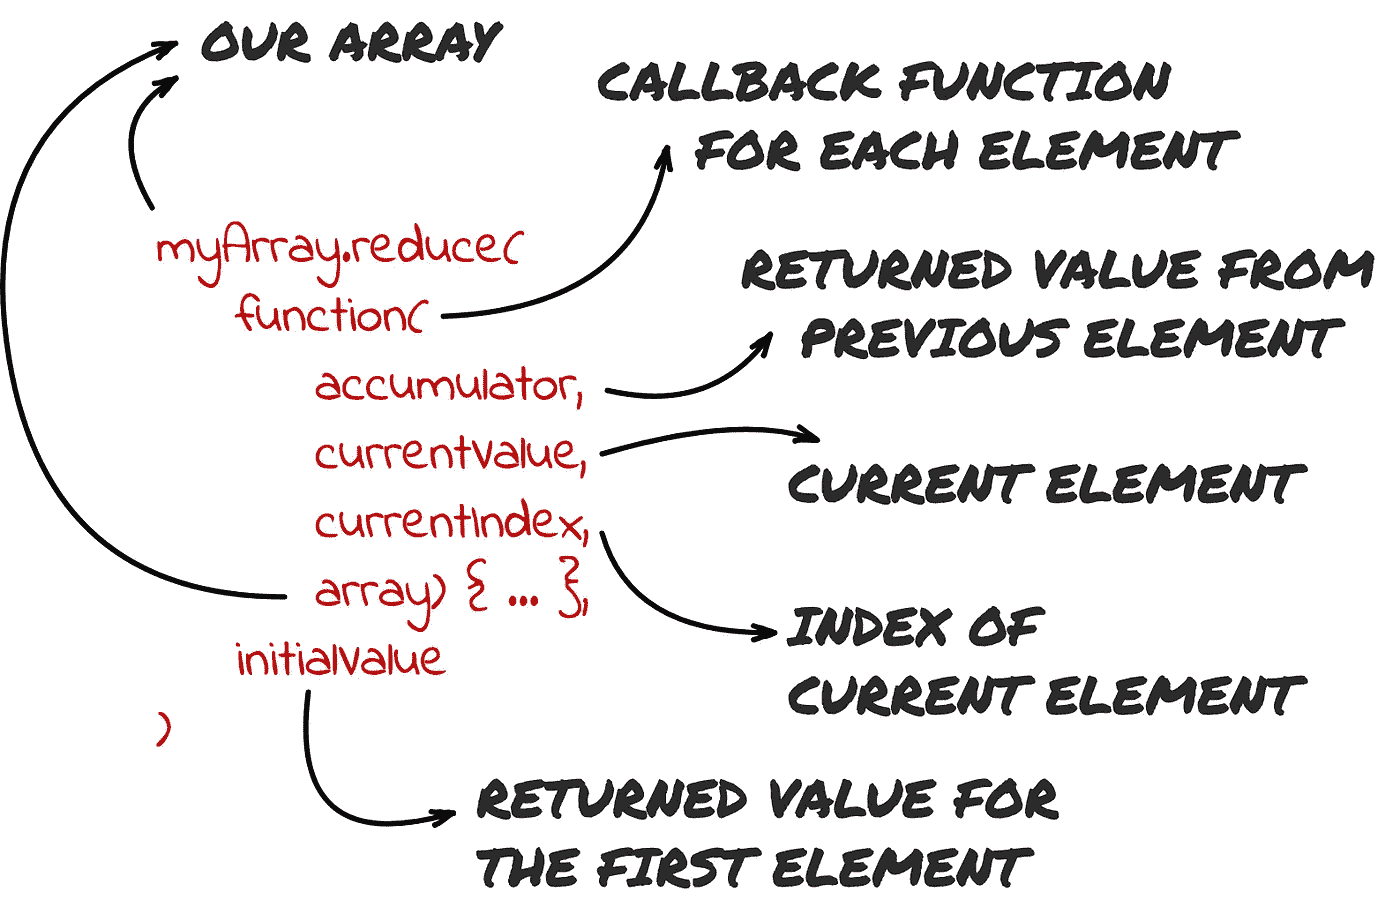 OUR ARRAY
CALLBACK FUNCTION
FOR EACH ELEMENT
myArray.reduce(
function(
RETURNED VALUE FROM
PREVIOUS ELEMENT
accumulator,
currentValue,
CURRENT ELEMENT
currentIndex,
array) { ... },
INDEX OF
CURRENT ELEMENT
initialValue
)
RETURNED VALUE FOR
THE FIRST ELEMENT